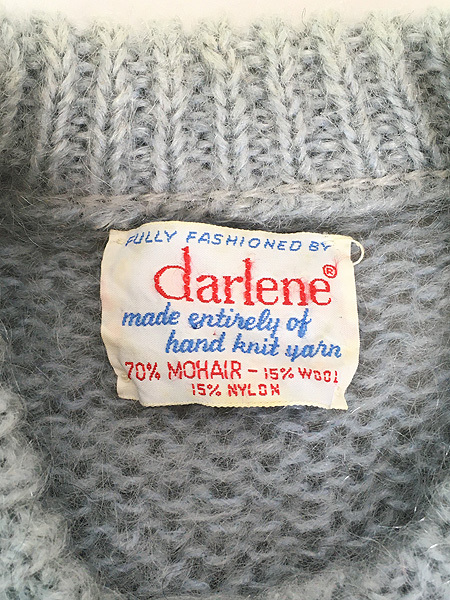 FULLY FASHIONED BY
darlene®
made entirely of
hand knit yarn
70% MOHAIR - 15% WOOL
15% NYLON